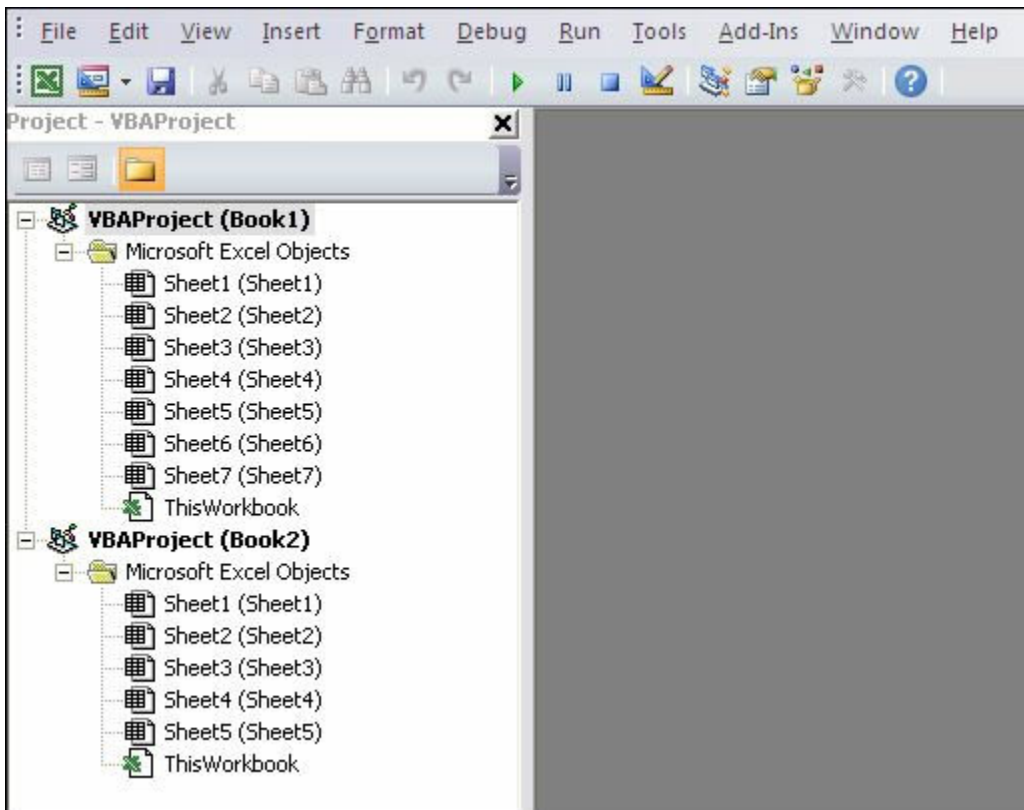 File Edit View Insert Format Debug Run Tools Add-Ins Window Help
Project - VBAProject
VBAProject (Book1)
Microsoft Excel Objects
Sheet1 (Sheet1)
Sheet2 (Sheet2)
Sheet3 (Sheet3)
Sheet4 (Sheet4)
Sheet5 (Sheet5)
Sheet6 (Sheet6)
Sheet7 (Sheet7)
ThisWorkbook
VBAProject (Book2)
Microsoft Excel Objects
Sheet1 (Sheet1)
Sheet2 (Sheet2)
Sheet3 (Sheet3)
Sheet4 (Sheet4)
Sheet5 (Sheet5)
ThisWorkbook